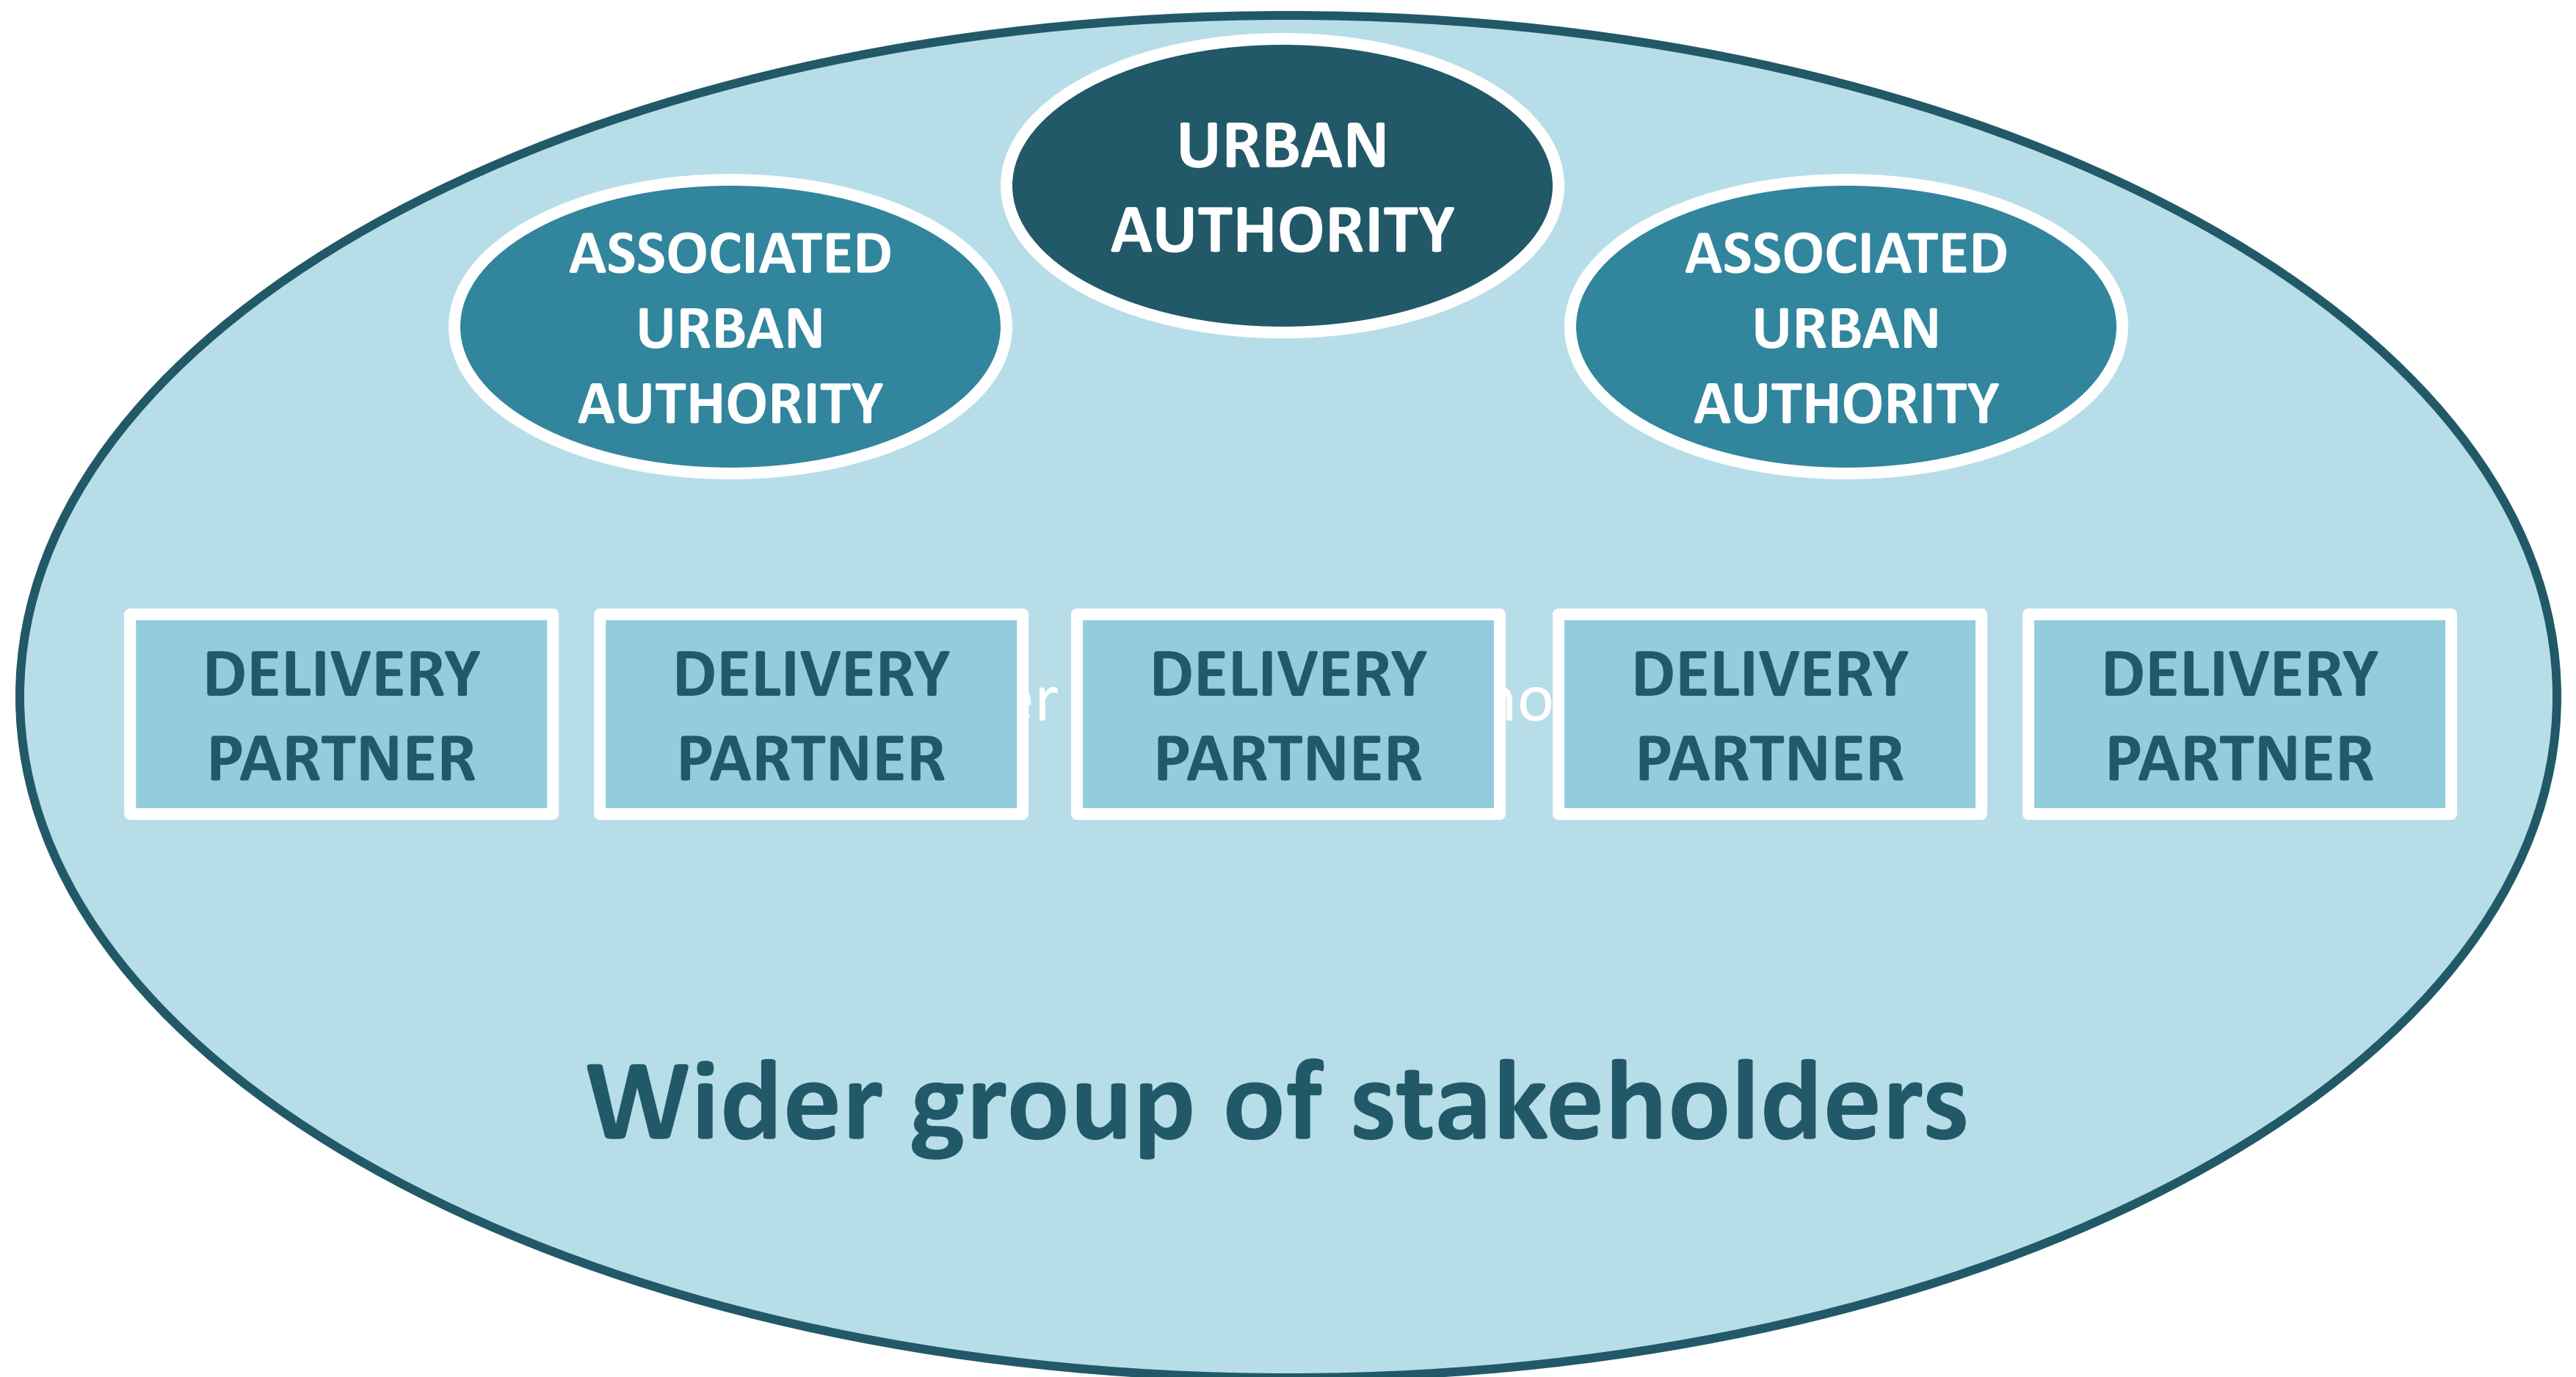 URBAN
AUTHORITY
ASSOCIATED
URBAN
AUTHORITY
ASSOCIATED
URBAN
AUTHORITY
DELIVERY
PARTNER
DELIVERY
PARTNER
DELIVERY
PARTNER
DELIVERY
PARTNER
DELIVERY
PARTNER
Wider group of stakeholders